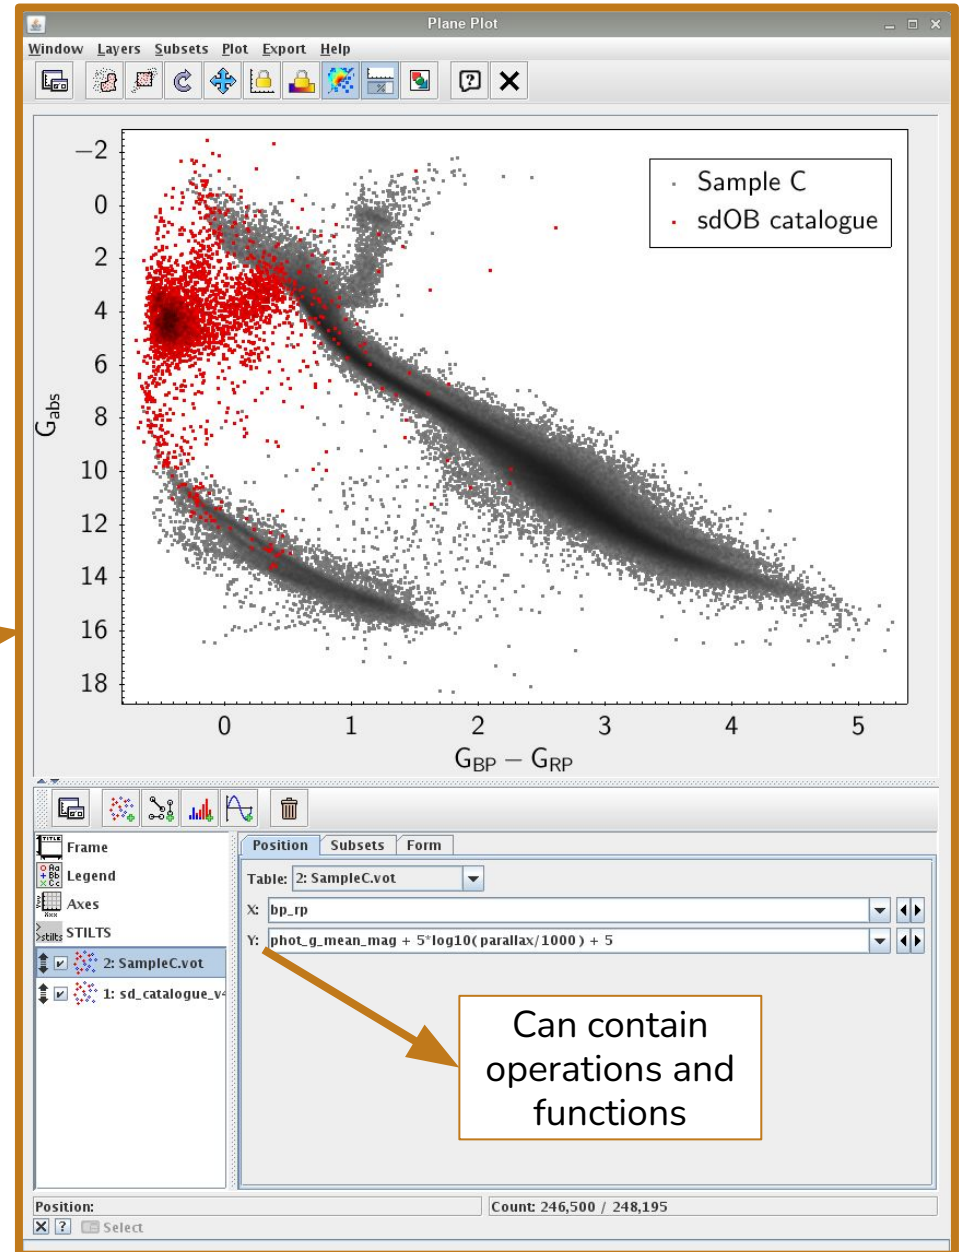 Plane Plot
Window Layers Subsets Plot Export Help
−2
0
2
4
6
8
10
12
14
16
18
G_abs
Sample C
sdOB catalogue
0 1 2 3 4 5
G_BP − G_RP
Frame
Legend
Axes
STILTS
2: SampleC.vot
1: sd_catalogue_v
Position Subsets Form
Table: 2: SampleC.vot
X: bp_rp
Y: phot_g_mean_mag + 5*log10(parallax/1000) + 5
Can contain
operations and
functions
Position:
Count: 246,500 / 248,195
Select